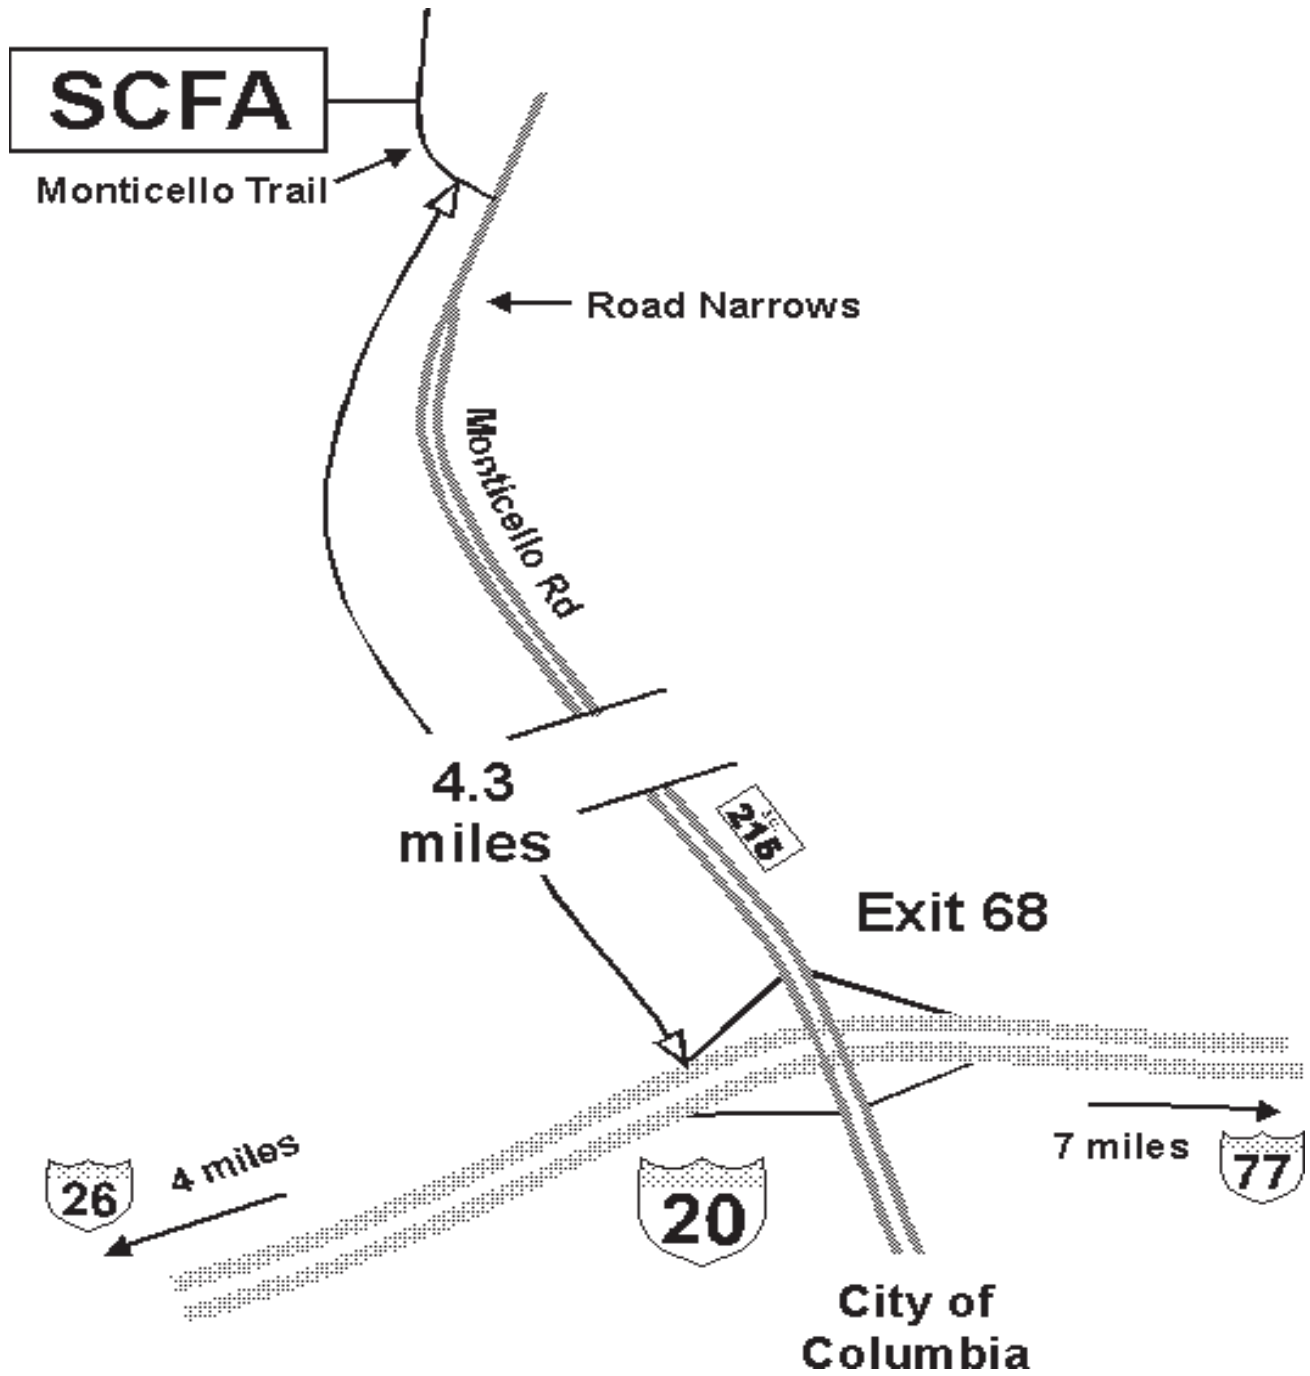 SCFA
Monticello Trail
Road Narrows
Monticello Rd
4.3
miles
215
Exit 68
26
4 miles
20
7 miles
77
City of
Columbia